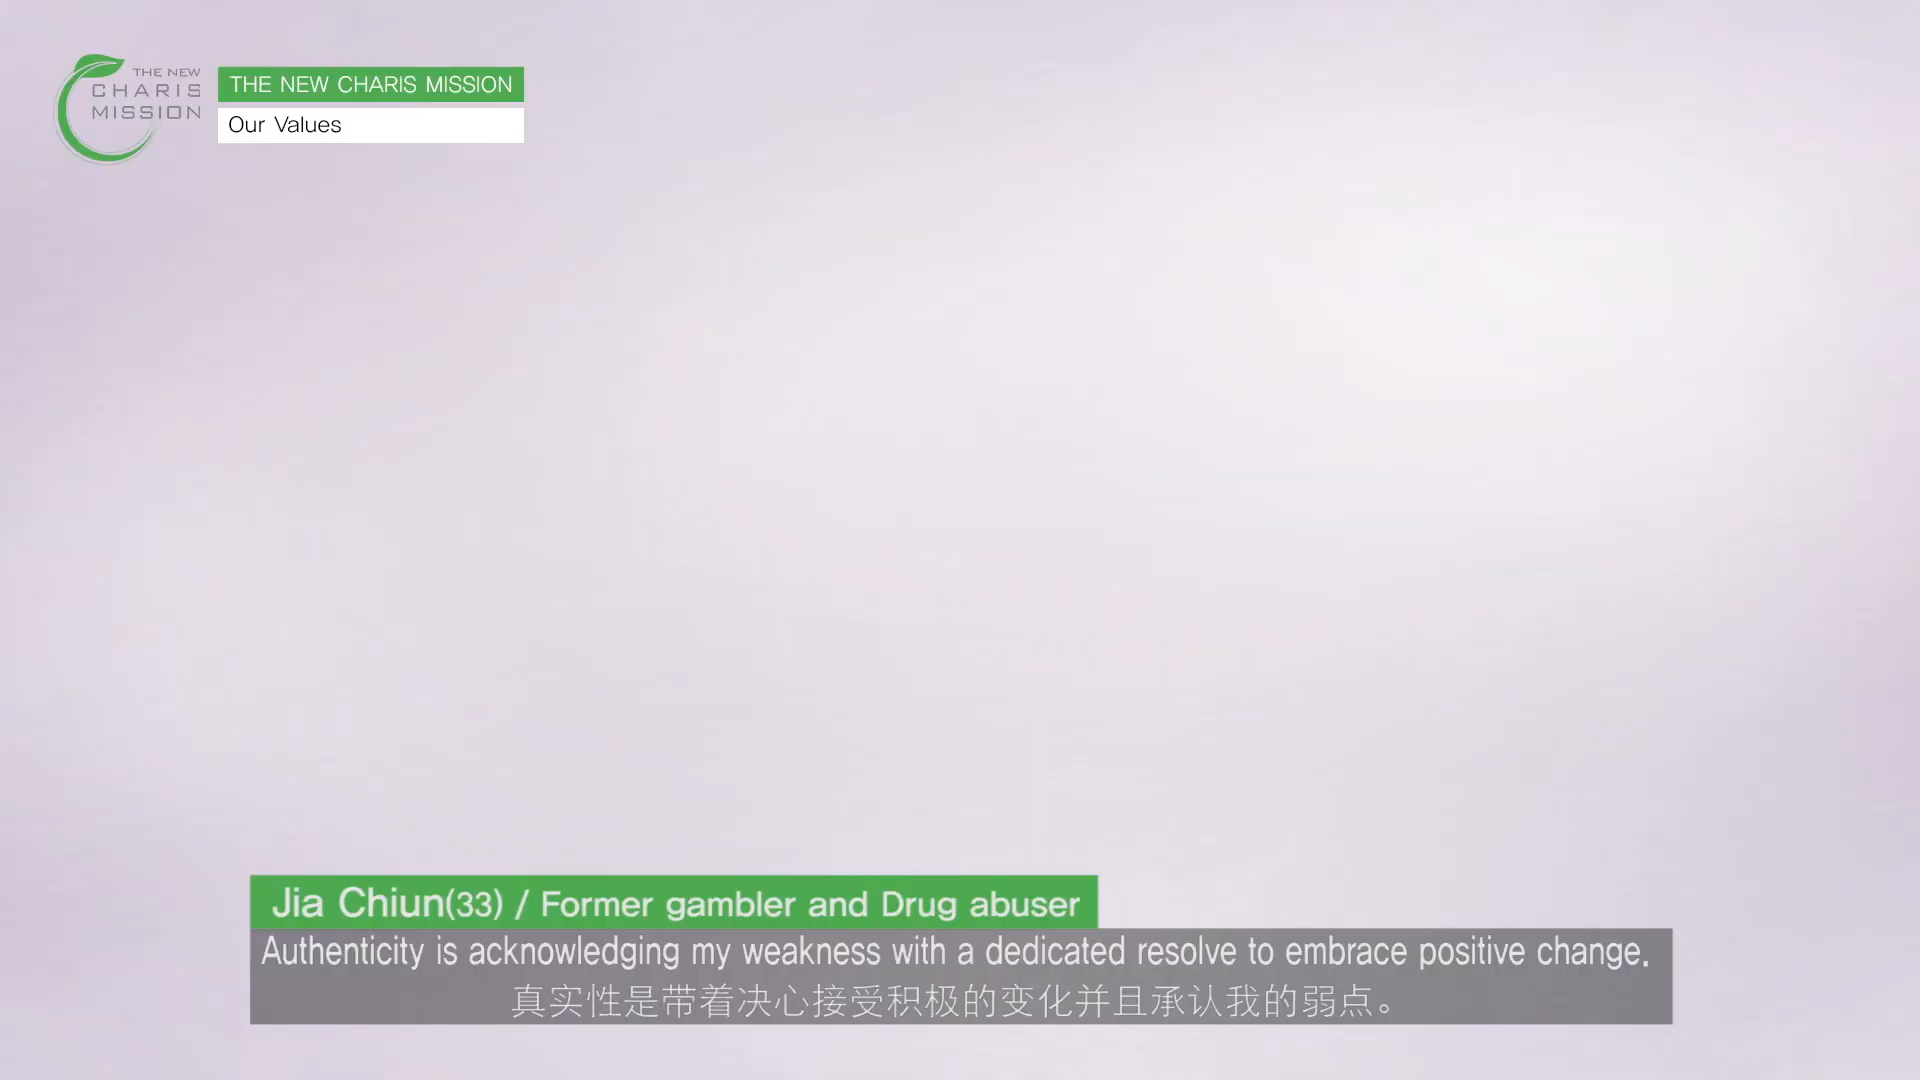 THE NEW
CHARIS
MISSION
THE NEW CHARIS MISSION
Our Values
Jia Chiun(33) / Former gambler and Drug abuser
Authenticity is acknowledging my weakness with a dedicated resolve to embrace positive change.
真实性是带着决心接受积极的变化并且承认我的弱点。